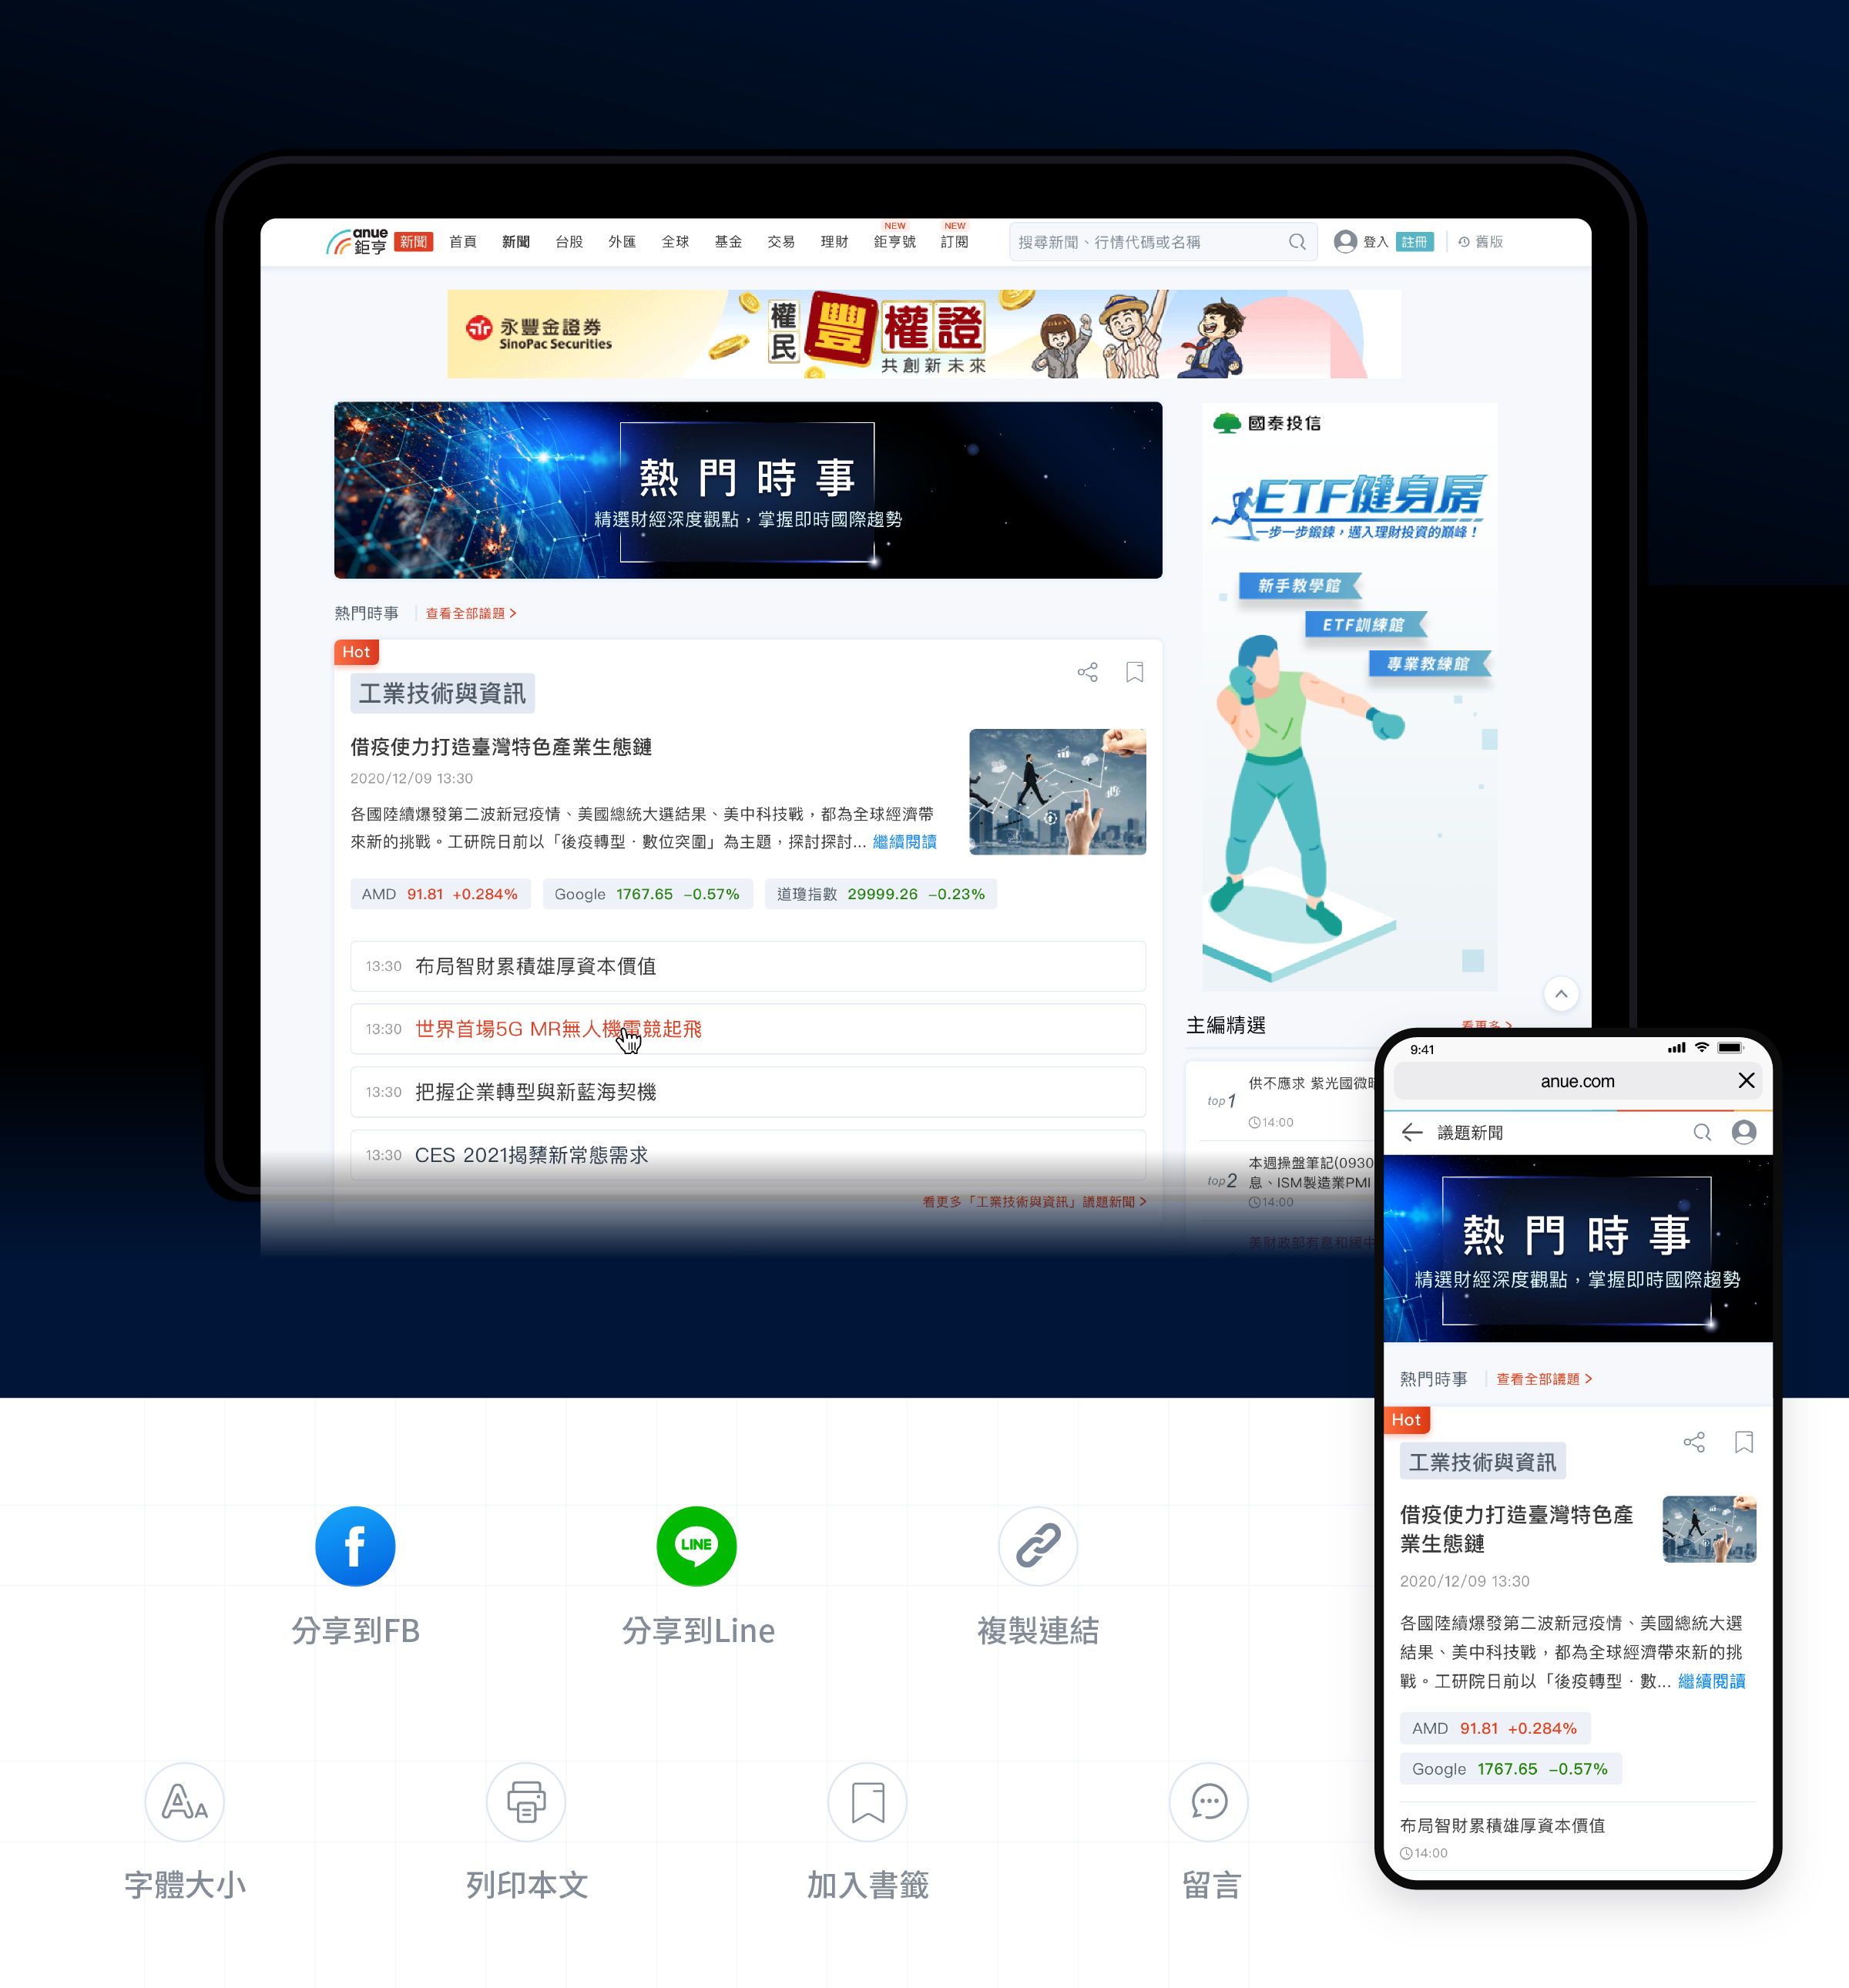 anue
鉅亨
新聞
首頁
新聞
台股
外匯
全球
基金
交易
理財
NEW
鉅亨號
NEW
訂閱
搜尋新聞、行情代碼或名稱
登入
註冊
舊版
永豐金證券
SinoPac Securities
權民
豐
權證
共創新未來
熱門時事
精選財經深度觀點，掌握即時國際趨勢
國泰投信
ETF健身房
一步一步鍛鍊，邁入理財投資的巔峰！
新手教學館
ETF訓練館
專業教練館
熱門時事
查看全部議題
Hot
工業技術與資訊
借疫使力打造臺灣特色產業生態鏈
2020/12/09 13:30
各國陸續爆發第二波新冠疫情、美國總統大選結果、美中科技戰，都為全球經濟帶
來新的挑戰。工研院日前以「後疫轉型．數位突圍」為主題，探討探討... 繼續閱讀
AMD 91.81 +0.284%
Google 1767.65 −0.57%
道瓊指數 29999.26 −0.23%
13:30 布局智財累積雄厚資本價值
13:30 世界首場5G MR無人機電競起飛
13:30 把握企業轉型與新藍海契機
13:30 CES 2021揭櫫新常態需求
看更多「工業技術與資訊」議題新聞
主編精選
看更多
top1
供不應求 紫光國微
14:00
top2
本週操盤筆記(0930
息、ISM製造業PMI
14:00
美財政部有意和緩中
9:41
anue.com
議題新聞
熱門時事
精選財經深度觀點，掌握即時國際趨勢
熱門時事
查看全部議題
Hot
工業技術與資訊
借疫使力打造臺灣特色產
業生態鏈
2020/12/09 13:30
各國陸續爆發第二波新冠疫情、美國總統大選
結果、美中科技戰，都為全球經濟帶來新的挑
戰。工研院日前以「後疫轉型．數... 繼續閱讀
AMD 91.81 +0.284%
Google 1767.65 −0.57%
布局智財累積雄厚資本價值
14:00
分享到FB
LINE
分享到Line
複製連結
字體大小
列印本文
加入書籤
留言